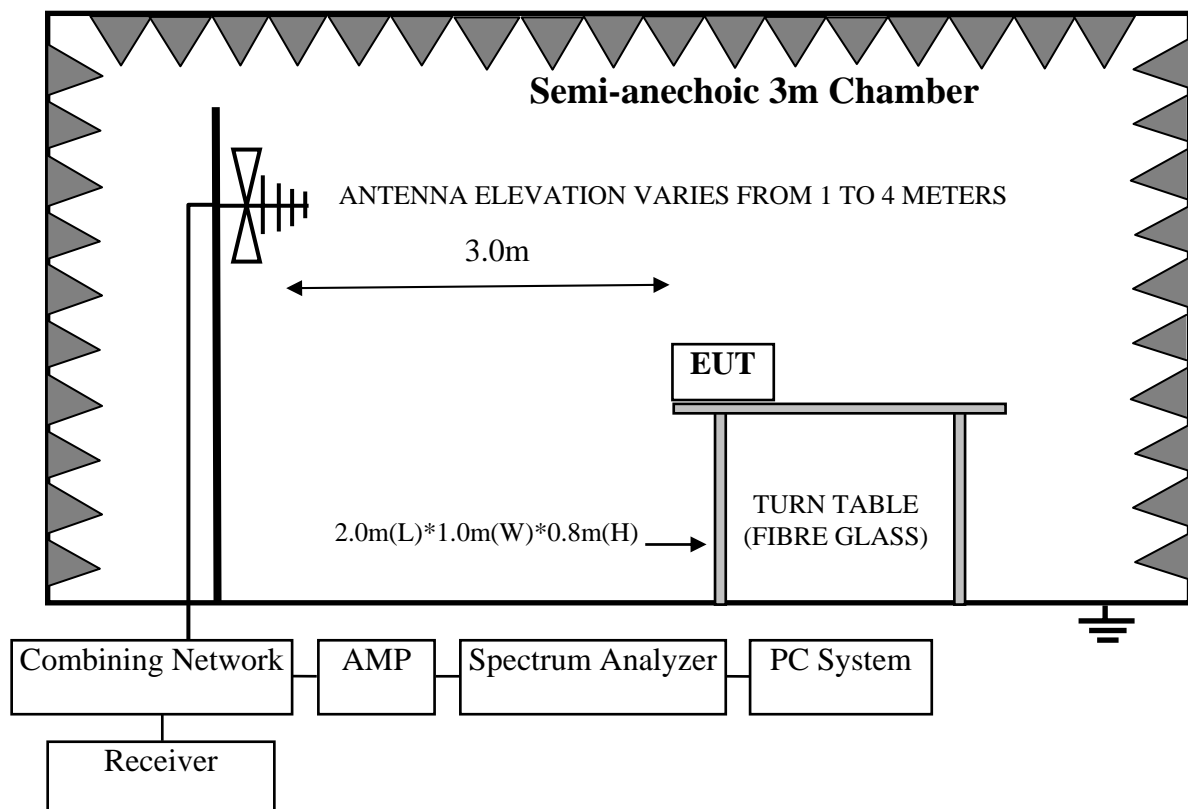 Semi-anechoic 3m Chamber
ANTENNA ELEVATION VARIES FROM 1 TO 4 METERS
3.0m
EUT
TURN TABLE
(FIBRE GLASS)
2.0m(L)*1.0m(W)*0.8m(H)
Combining Network
AMP
Spectrum Analyzer
PC System
Receiver